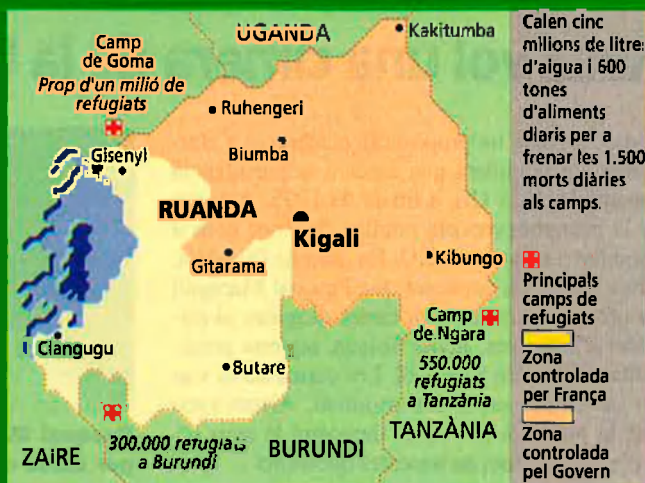 UGANDA
Kakitumba
Camp
de Goma
Prop d'un milió de
refugiats
Ruhengeri
Biumba
Gisenyi
RUANDA
Kigali
Gitarama
Kibungo
Ciangugu
Butare
Camp
de Ngara
550.000
refugiats
a Tanzània
TANZÀNIA
300.000 refugiats
a Burundi
BURUNDI
ZAiRE
Calen cinc
milions de litres
d'aigua i 600
tones
d'aliments
diaris per a
frenar les 1.500
morts diàries
als camps.
Principals
camps de
refugiats
Zona
controlada
per França
Zona
controlada
pel Govern